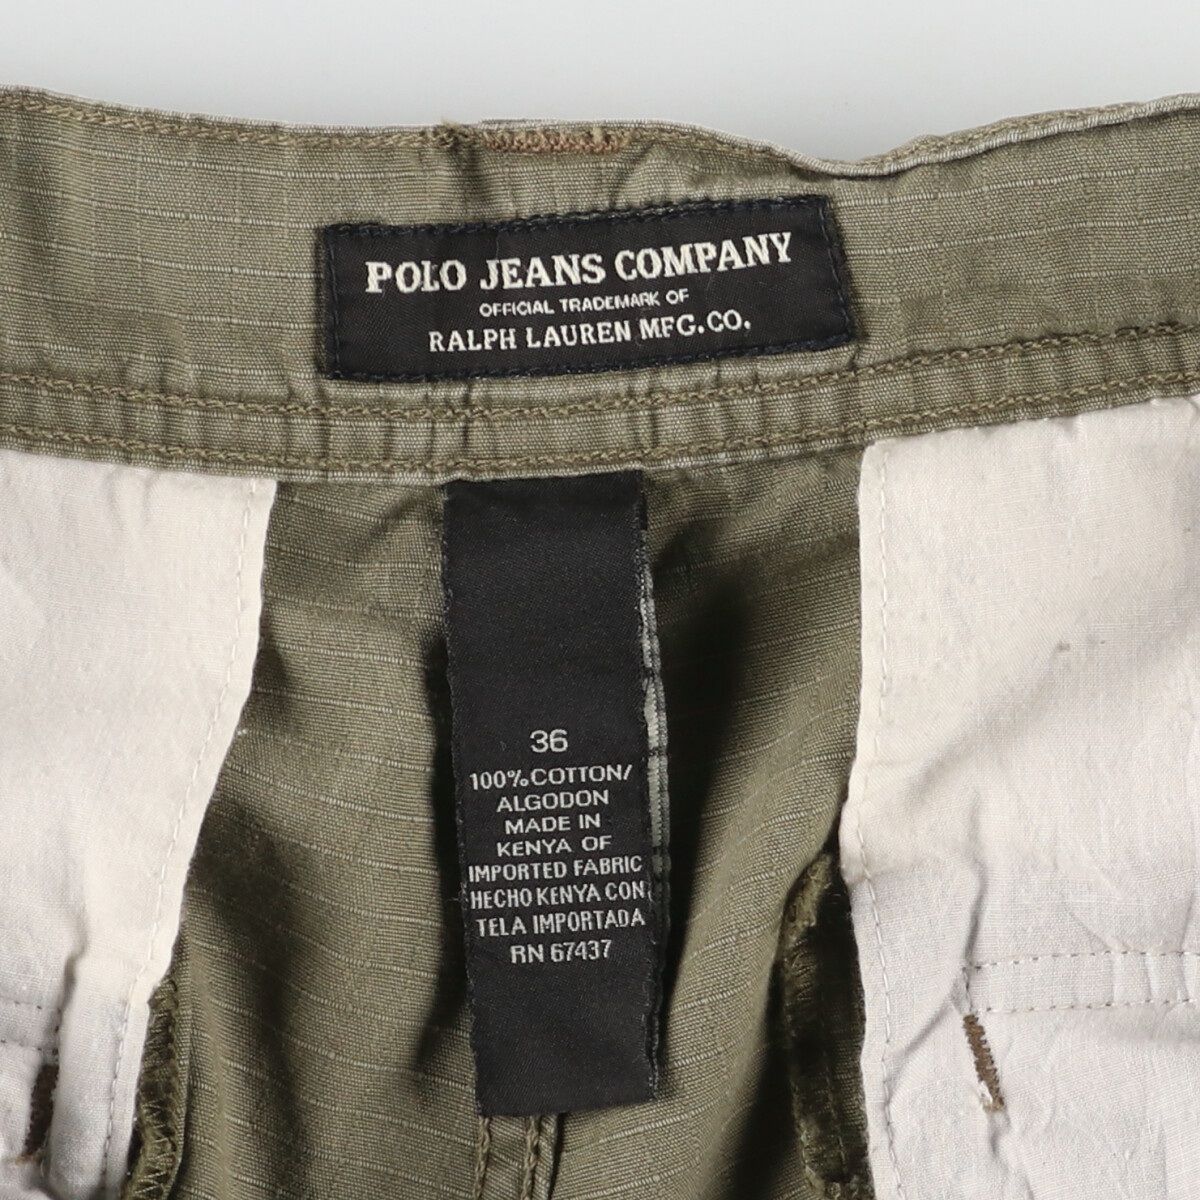 POLO JEANS COMPANY
OFFICIAL TRADEMARK OF
RALPH LAUREN MFG.CO.
36
100%COTTON/
ALGODON
MADE IN
KENYA OF
IMPORTED FABRIC
HECHO KENYA CON
TELA IMPORTADA
RN 67437